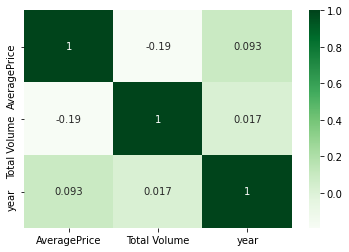 AveragePrice
1
-0.19
0.093
Total Volume
-0.19
1
0.017
year
0.093
0.017
1
AveragePrice
Total Volume
year
1.0
0.8
0.6
0.4
0.2
0.0